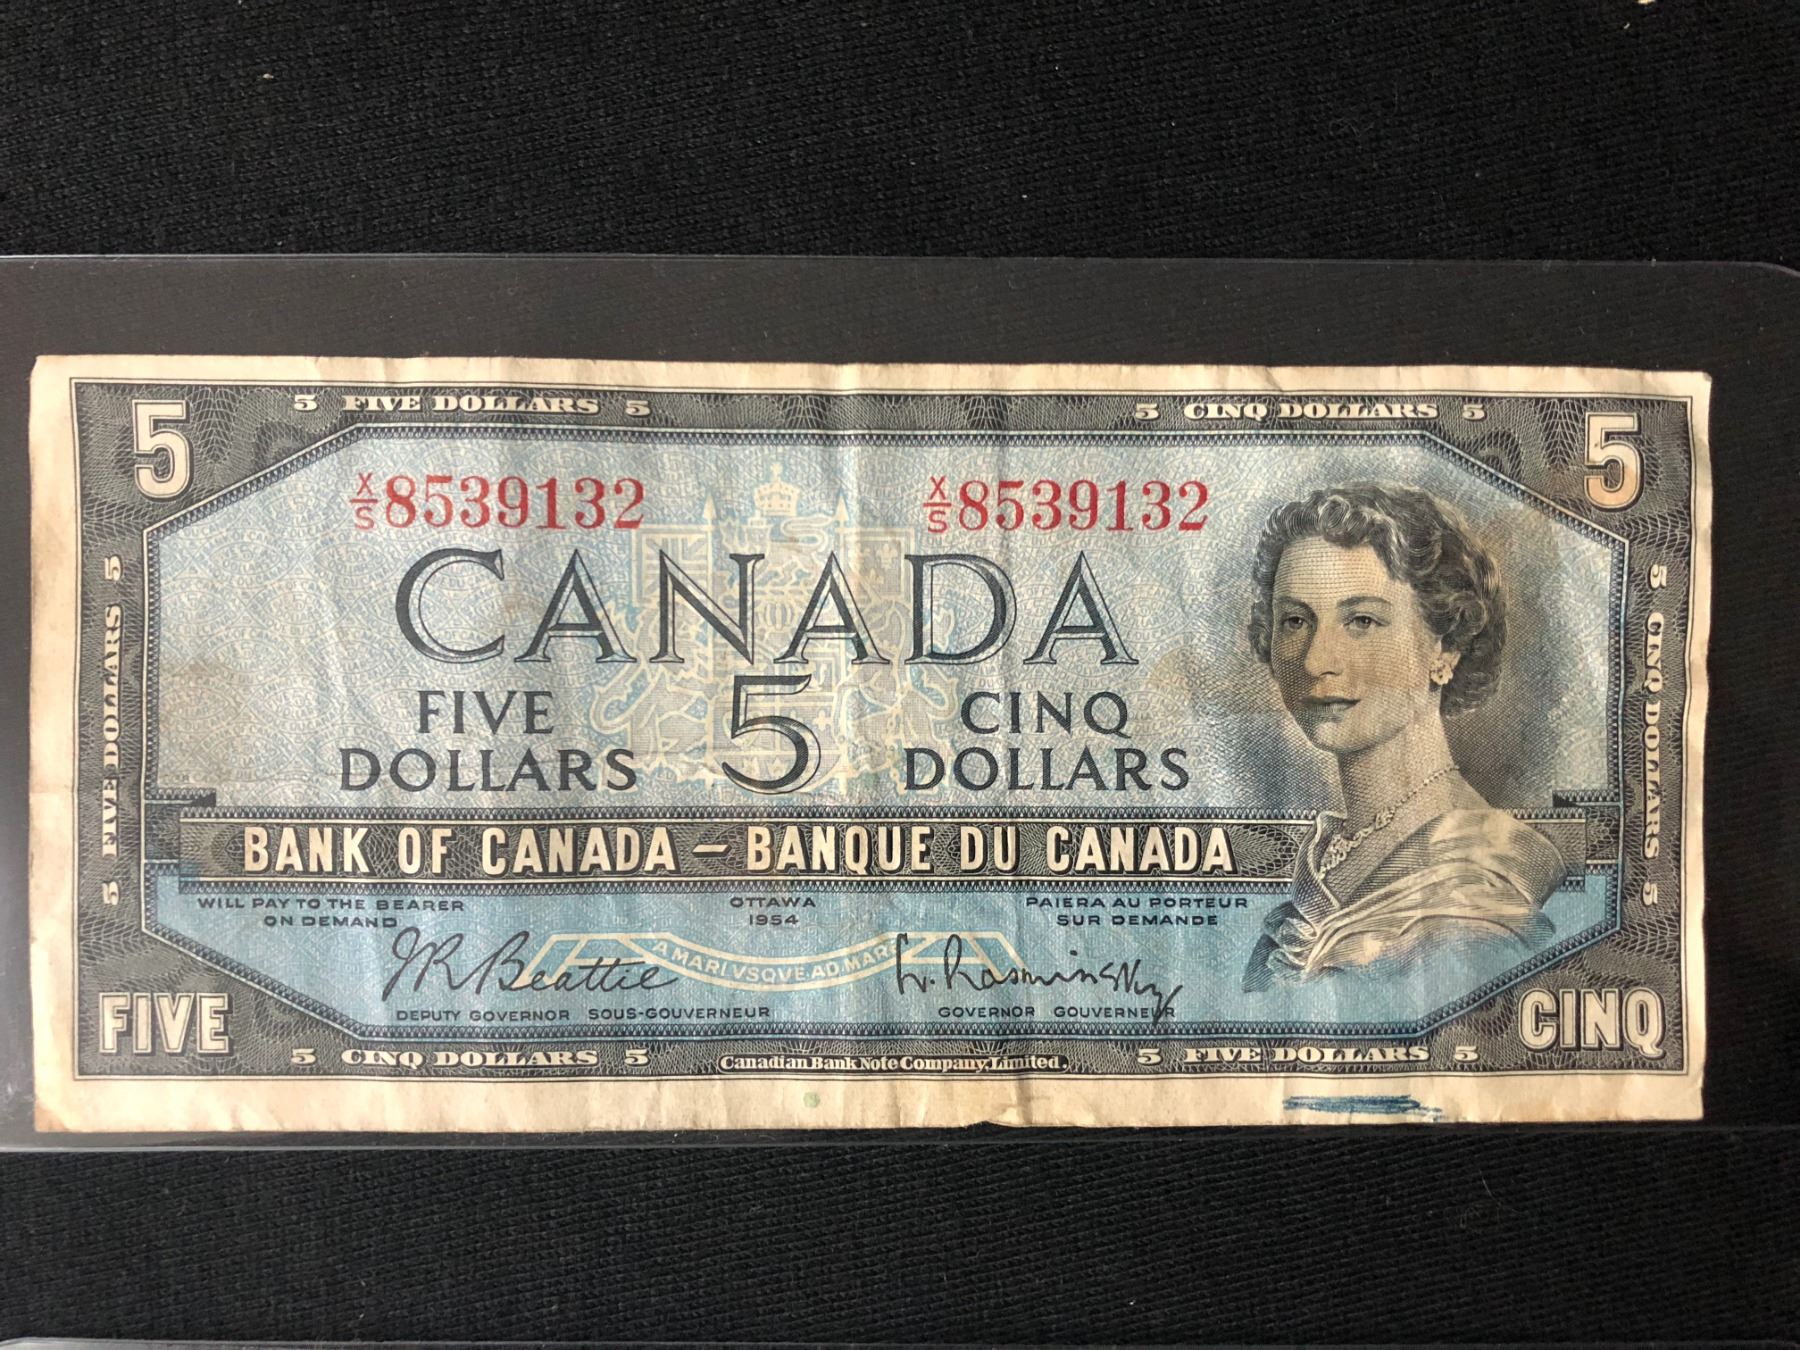 5 FIVE DOLLARS 5
5 CINQ DOLLARS 5
5
5
X/S 8539132
X/S 8539132
CANADA
FIVE DOLLARS
5
CINQ DOLLARS
5 FIVE DOLLARS 5
5 CINQ DOLLARS 5
BANK OF CANADA – BANQUE DU CANADA
WILL PAY TO THE BEARER
ON DEMAND
OTTAWA
1954
PAIERA AU PORTEUR
SUR DEMANDE
A MARI VSQVE AD MARE
JR Beattie
L. Rasminsky
DEPUTY GOVERNOR SOUS-GOUVERNEUR
GOVERNOR GOUVERNEUR
FIVE
CINQ
5 CINQ DOLLARS 5
Canadian Bank Note Company, Limited.
5 FIVE DOLLARS 5